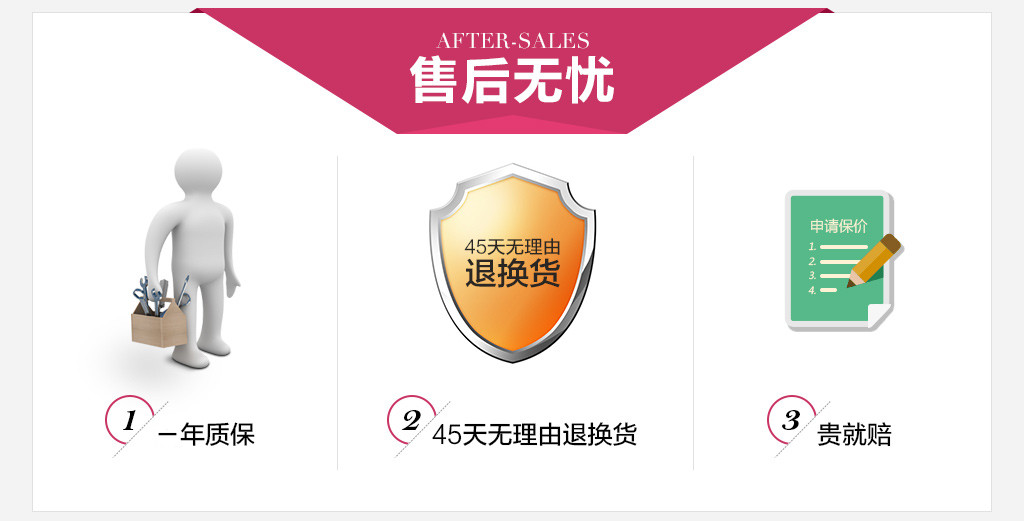 AFTER-SALES
售后无忧
45天无理由
退换货
申请保价
1.
2.
3.
4.
1 一年质保
2 45天无理由退换货
3 贵就赔